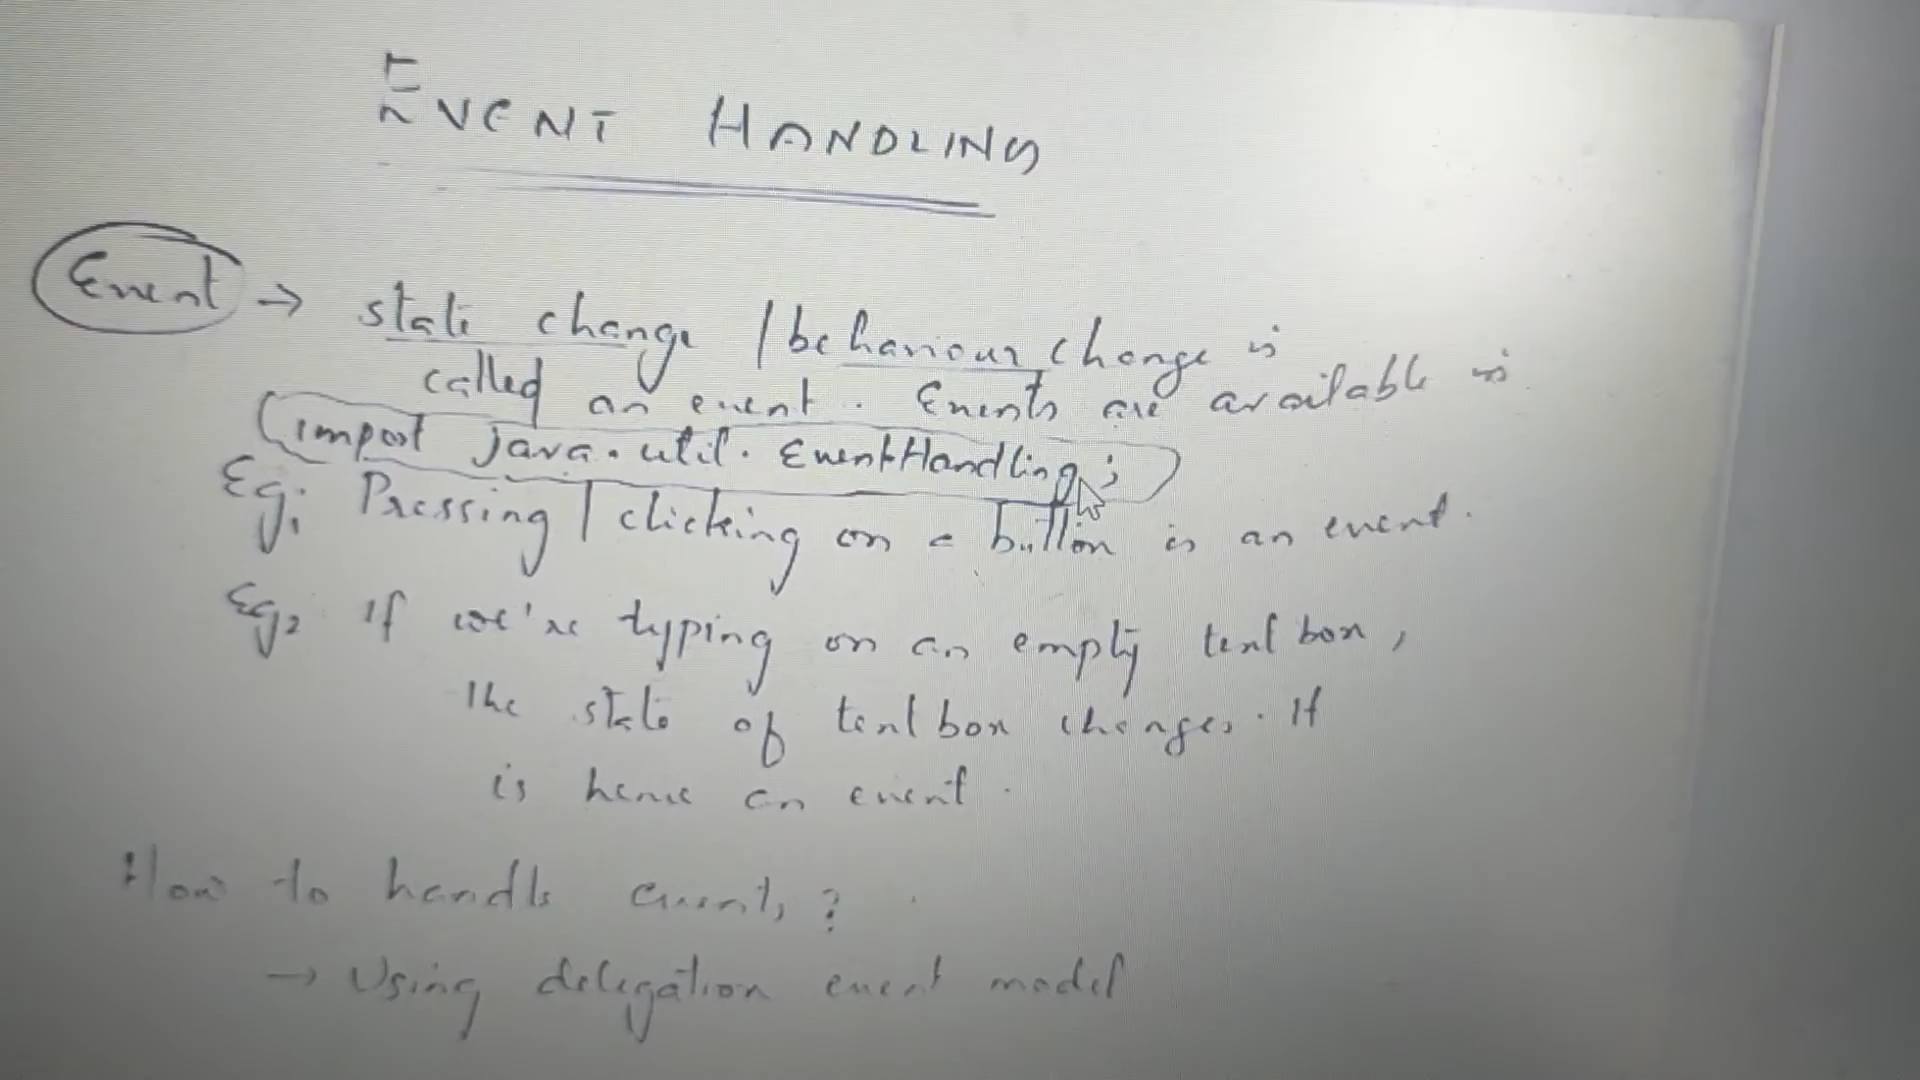 EVENT HANDLING
Event → state change / behaviour change is
called an event. Events are available is
import java.util.EventHandling;
Eg1 Pressing / clicking on a button is an event.
Eg2 If we're typing on an empty text box,
the state of text box changes. It
is hence an event.
How to handle events?
→ Using delegation event model